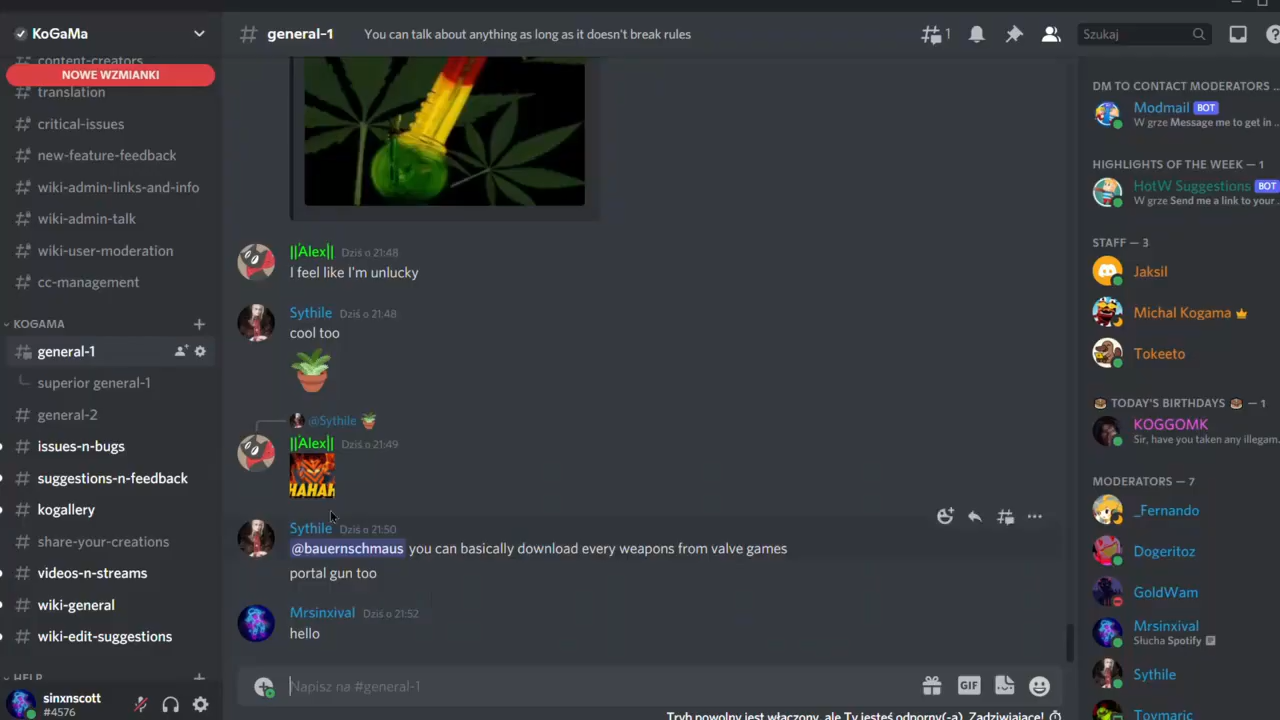 KoGaMa
general-1
You can talk about anything as long as it doesn't break rules
1
Szukaj
content-creators
NOWE WZMIANKI
translation
critical-issues
new-feature-feedback
wiki-admin-links-and-info
wiki-admin-talk
wiki-user-moderation
cc-management
KOGAMA
general-1
superior general-1
general-2
issues-n-bugs
suggestions-n-feedback
kogallery
share-your-creations
videos-n-streams
wiki-general
wiki-edit-suggestions
HELP
sinxnscott
#4576
||Alex|| Dziś o 21:48
I feel like I'm unlucky
Sythile Dziś o 21:48
cool too
@Sythile
||Alex|| Dziś o 21:49
HAHAH
Sythile Dziś o 21:50
@bauernschmaus you can basically download every weapons from valve games
portal gun too
Mrsinxival Dziś o 21:52
hello
Napisz na #general-1
GIF
Tryb powolny jest włączony, ale Ty jesteś odporny(-a). Zadziwiające!
DM TO CONTACT MODERATORS ...
Modmail BOT
W grze Message me to get in ...
HIGHLIGHTS OF THE WEEK — 1
HotW Suggestions BOT
W grze Send me a link to your
STAFF — 3
Jaksil
Michal Kogama
Tokeeto
TODAY'S BIRTHDAYS — 1
KOGGOMK
Sir, have you taken any illegam...
MODERATORS — 7
_Fernando
Dogeritoz
GoldWam
Mrsinxival
Słucha Spotify
Sythile
Toymaric